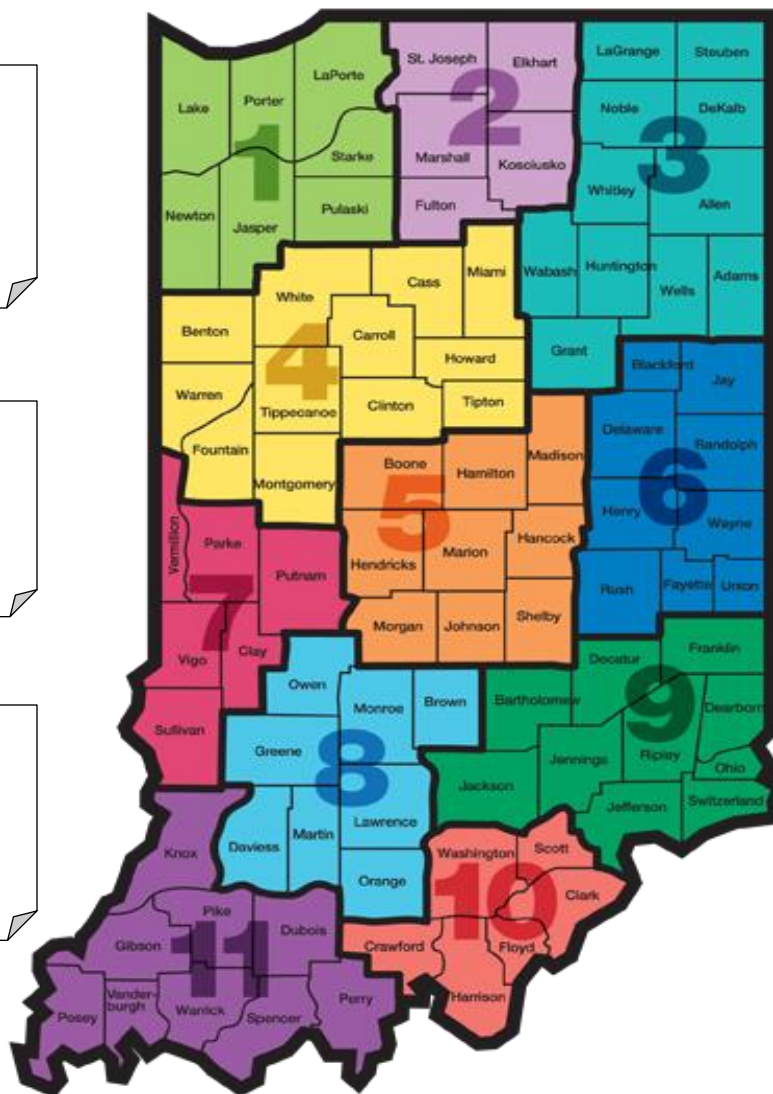 LaGrange
Steuben
St. Joseph
Elkhart
LaPorte
Porter
Lake
Noble
DeKalb
1
2
3
Marshall
Kosciusko
Starke
Whitley
Allen
Newton
Jasper
Pulaski
Fulton
Wabash
Huntington
Wells
Adams
White
Cass
Miami
Benton
Carroll
Grant
Howard
4
Blackford
Jay
Warren
Tippecanoe
Clinton
Tipton
Fountain
Delaware
Randolph
Boone
Hamilton
Madison
Montgomery
5
6
Henry
Wayne
Vermillion
Parke
Putnam
Hendricks
Marion
Hancock
7
Rush
Fayette
Union
Morgan
Johnson
Shelby
Vigo
Clay
Decatur
Franklin
Owen
Monroe
Brown
Bartholomew
9
Dearborn
Sullivan
Greene
8
Jennings
Ripley
Ohio
Jackson
Jefferson
Switzerland
Knox
Daviess
Martin
Lawrence
Washington
Scott
Orange
10
Clark
Pike
Dubois
Gibson
11
Crawford
Floyd
Harrison
Posey
Vander-
burgh
Warrick
Spencer
Perry